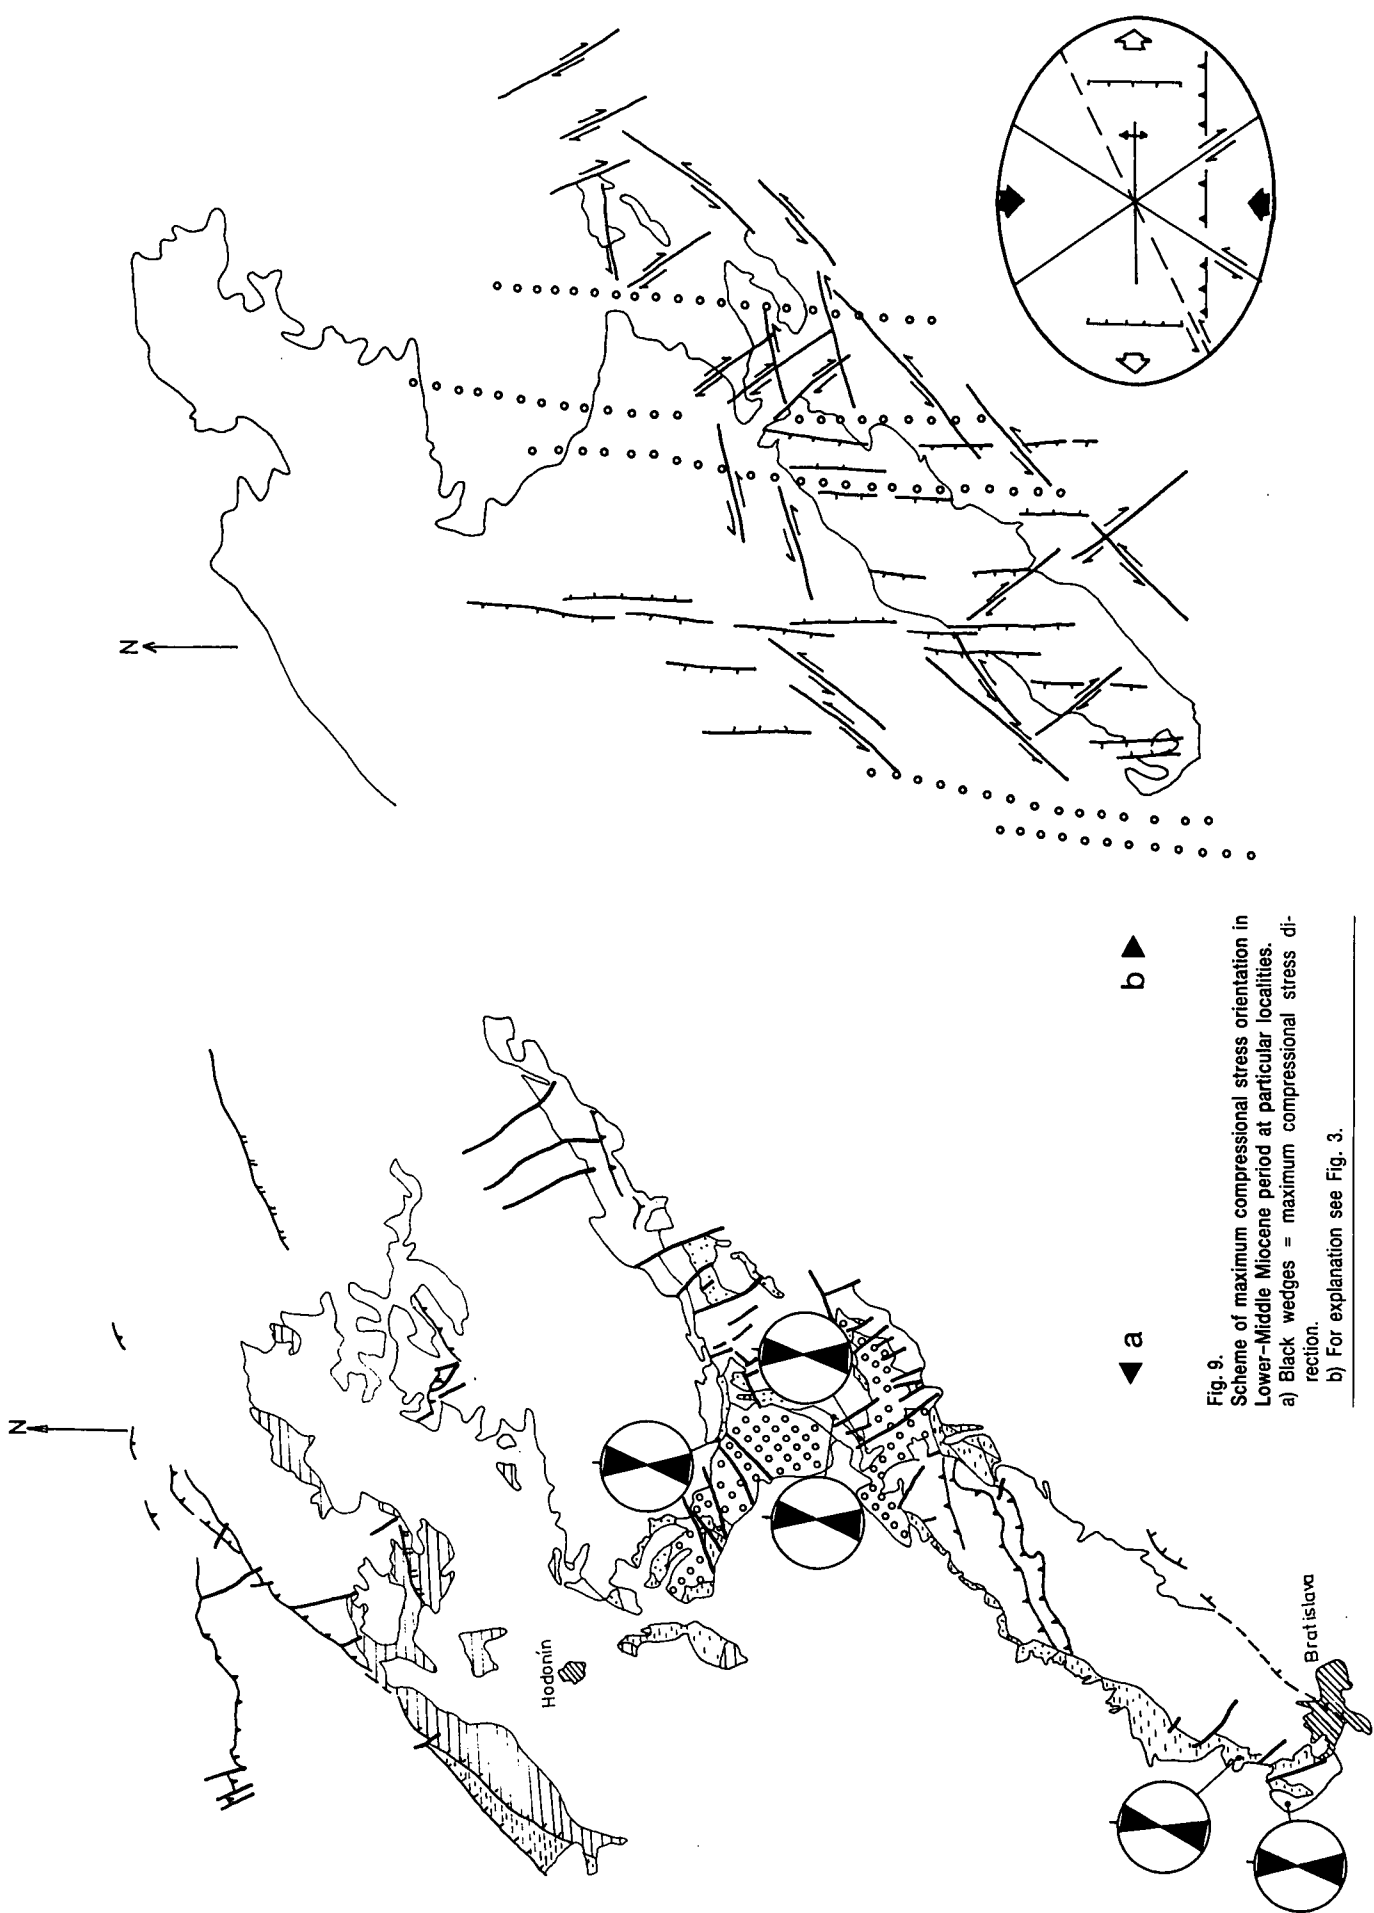 N
N
Hodonín
Bratislava
a
b
Fig. 9.
Scheme of maximum compressional stress orientation in
Lower–Middle Miocene period at particular localities.
a) Black wedges = maximum compressional stress di-
rection.
b) For explanation see Fig. 3.